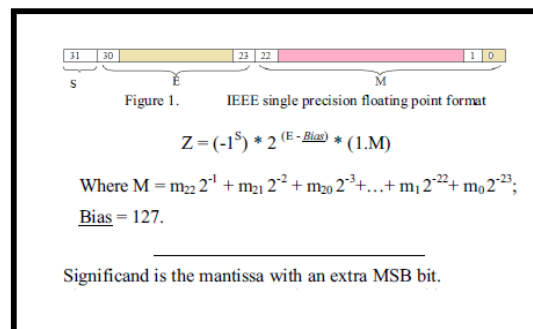 31 30 23 22 1 0
S E M
Figure 1. IEEE single precision floating point format
Z = (-1^S) * 2^(E - Bias) * (1.M)
Where M = m₂₂ 2⁻¹ + m₂₁ 2⁻² + m₂₀ 2⁻³+…+ m₁ 2⁻²²+ m₀ 2⁻²³;
Bias = 127.
Significand is the mantissa with an extra MSB bit.